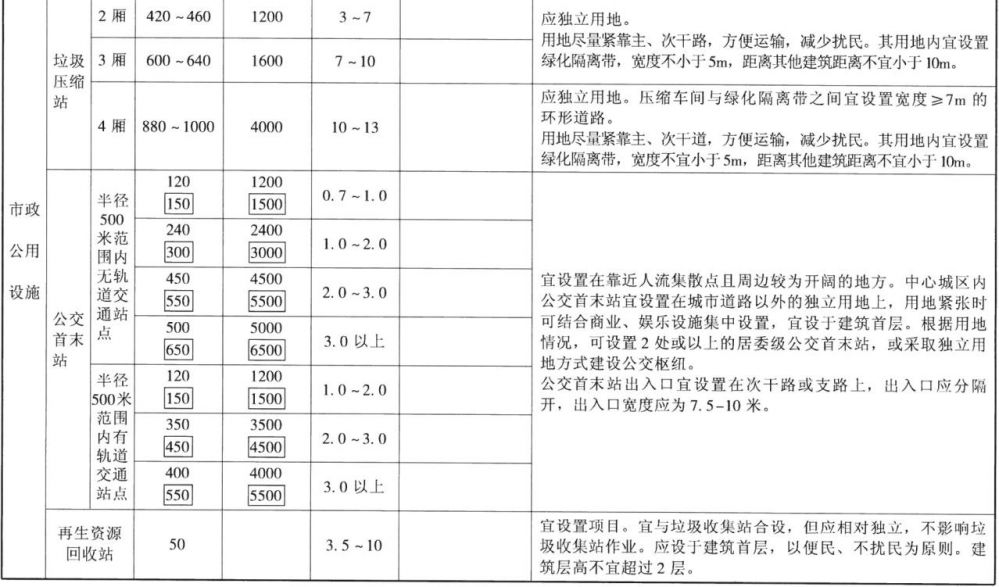 市政
公用
设施
垃圾
压缩
站
2 厢 420~460 1200 3~7
应独立用地。
用地尽量紧靠主、次干路，方便运输，减少扰民。其用地内宜设置
绿化隔离带，宽度不小于5m，距离其他建筑距离不宜小于10m。
3 厢 600~640 1600 7~10
4 厢 880~1000 4000 10~13
应独立用地。压缩车间与绿化隔离带之间宜设置宽度≥7m 的
环形道路。
用地尽量紧靠主、次干道，方便运输，减少扰民。其用地内宜设置
绿化隔离带，宽度不宜小于5m，距离其他建筑距离不宜小于10m。
公交
首末
站
半径
500
米范
围内
无轨
道交
通站
点
120 1200
150 1500
0.7~1.0
240 2400
300 3000
1.0~2.0
450 4500
550 5500
2.0~3.0
500 5000
650 6500
3.0 以上
半径
500米
范围
内有
轨道
交通
站点
120 1200
150 1500
1.0~2.0
350 3500
450 4500
2.0~3.0
400 4000
550 5500
3.0 以上
宜设置在靠近人流集散点且周边较为开阔的地方。中心城区内
公交首末站宜设置在城市道路以外的独立用地上，用地紧张时
可结合商业、娱乐设施集中设置，宜设于建筑首层。根据用地
情况，可设置2 处或以上的居委级公交首末站，或采取独立用
地方式建设公交枢纽。
公交首末站出入口宜设置在次干路或支路上，出入口应分隔
开，出入口宽度应为7.5-10 米。
再生资源
回收站
50 3.5~10
宜设置项目。宜与垃圾收集站合设，但应相对独立，不影响垃
圾收集站作业。应设于建筑首层，以便民、不扰民为原则。建
筑层高不宜超过2 层。